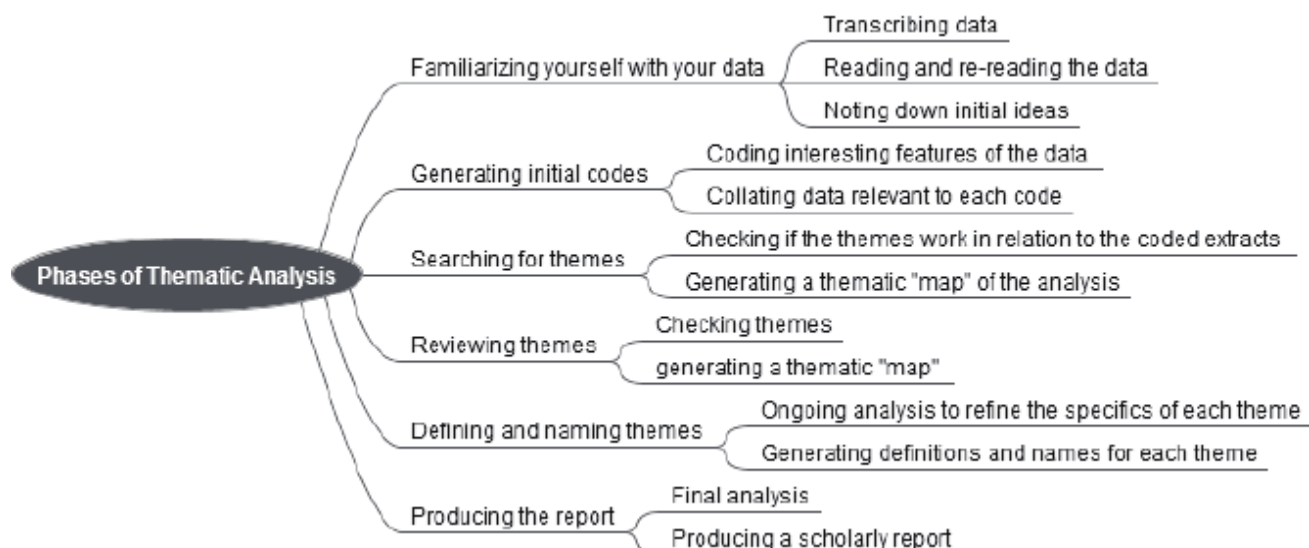 Phases of Thematic Analysis
Familiarizing yourself with your data
Transcribing data
Reading and re-reading the data
Noting down initial ideas
Generating initial codes
Coding interesting features of the data
Collating data relevant to each code
Searching for themes
Checking if the themes work in relation to the coded extracts
Generating a thematic "map" of the analysis
Reviewing themes
Checking themes
generating a thematic "map"
Defining and naming themes
Ongoing analysis to refine the specifics of each theme
Generating definitions and names for each theme
Producing the report
Final analysis
Producing a scholarly report